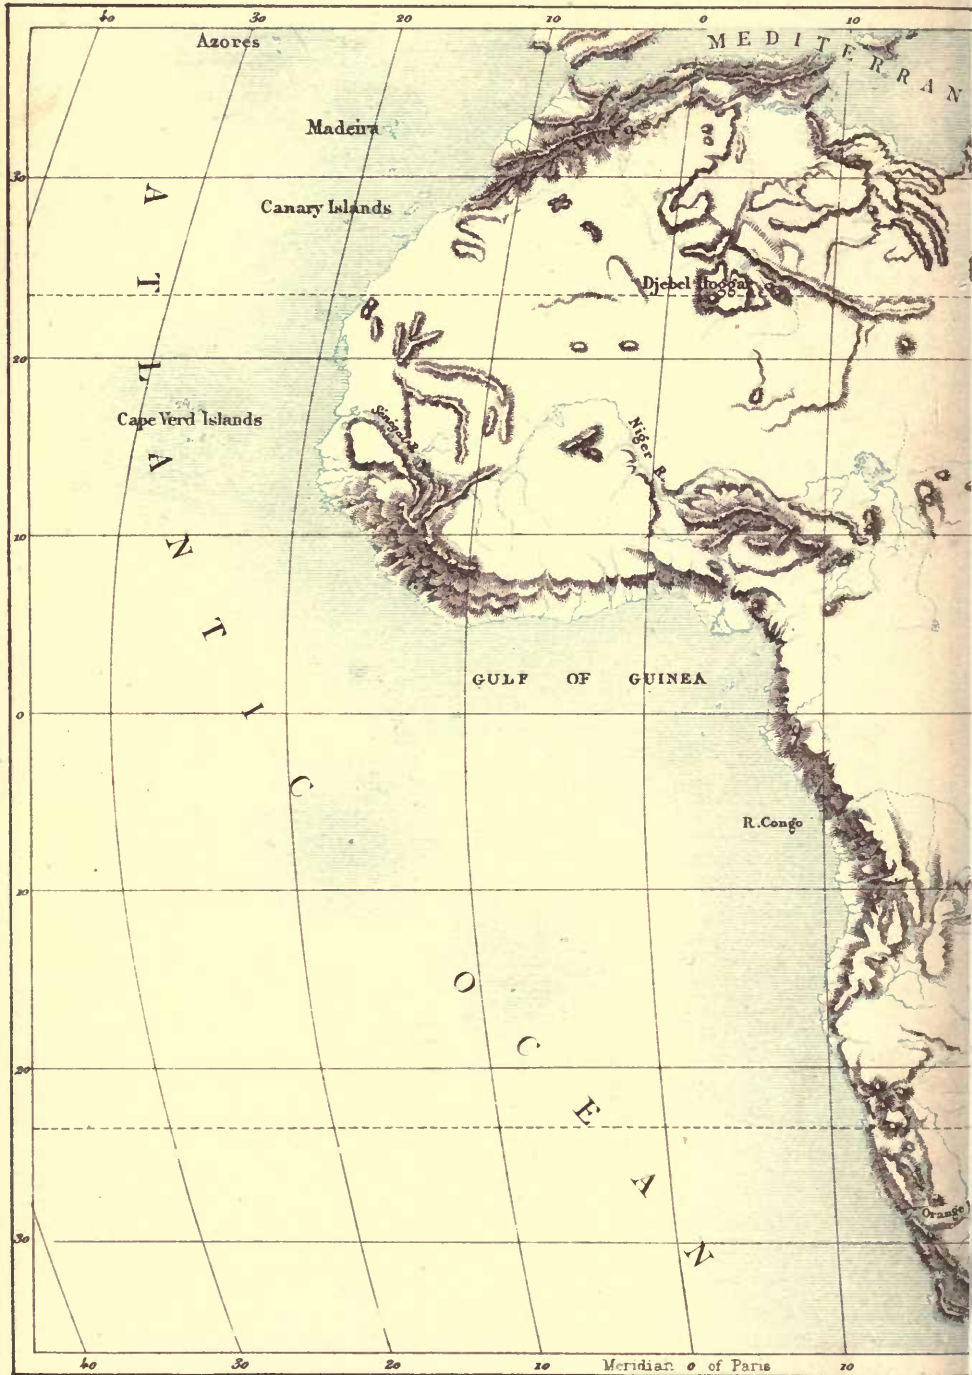 40 30 20 10 0 10
Azores
MEDITERRAN
Madeira
30
Canary Islands
ATLANTIC OCEAN
Djebel Hoggar
20
Cape Verd Islands
Sénégal R.
Niger R.
10
GULF OF GUINEA
0
R. Congo
10
20
Orange
30
40 30 20 10 Meridian 0 of Paris 10